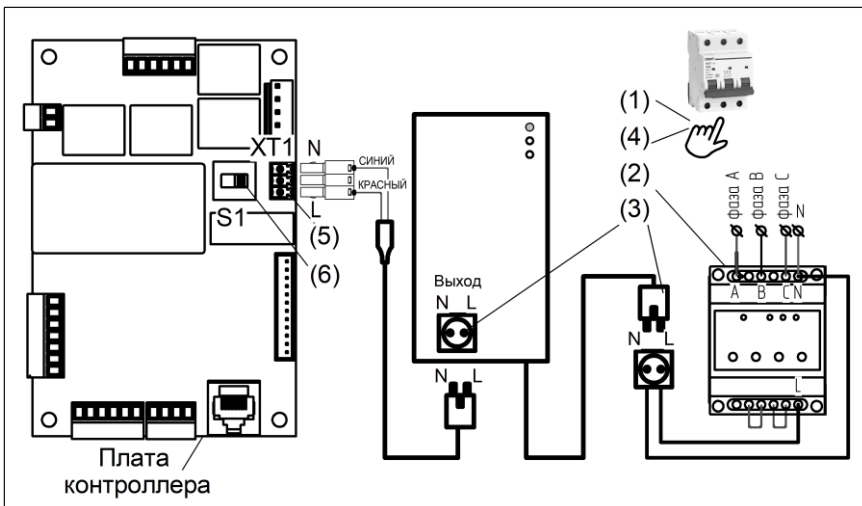 XT1
N
СИНИЙ
КРАСНЫЙ
L
S1
(5)
(6)
Выход
N L
N L
(1)
(4)
(2)
(3)
фаза A
фаза B
фаза C
N
A B C N
L
N L
Плата
контроллера